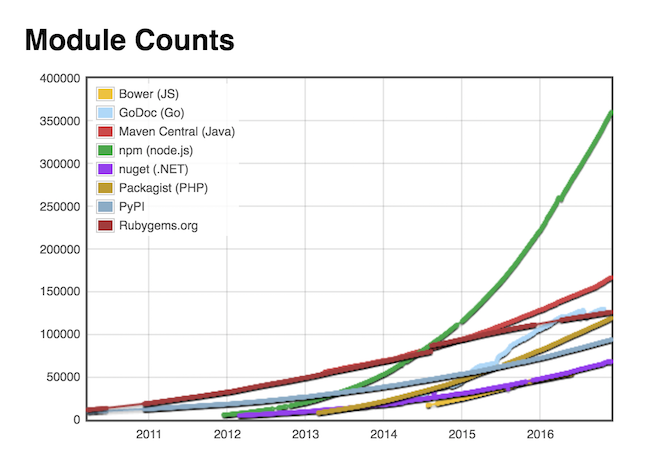 Module Counts
400000
350000
300000
250000
200000
150000
100000
50000
0
Bower (JS)
GoDoc (Go)
Maven Central (Java)
npm (node.js)
nuget (.NET)
Packagist (PHP)
PyPI
Rubygems.org
2011 2012 2013 2014 2015 2016